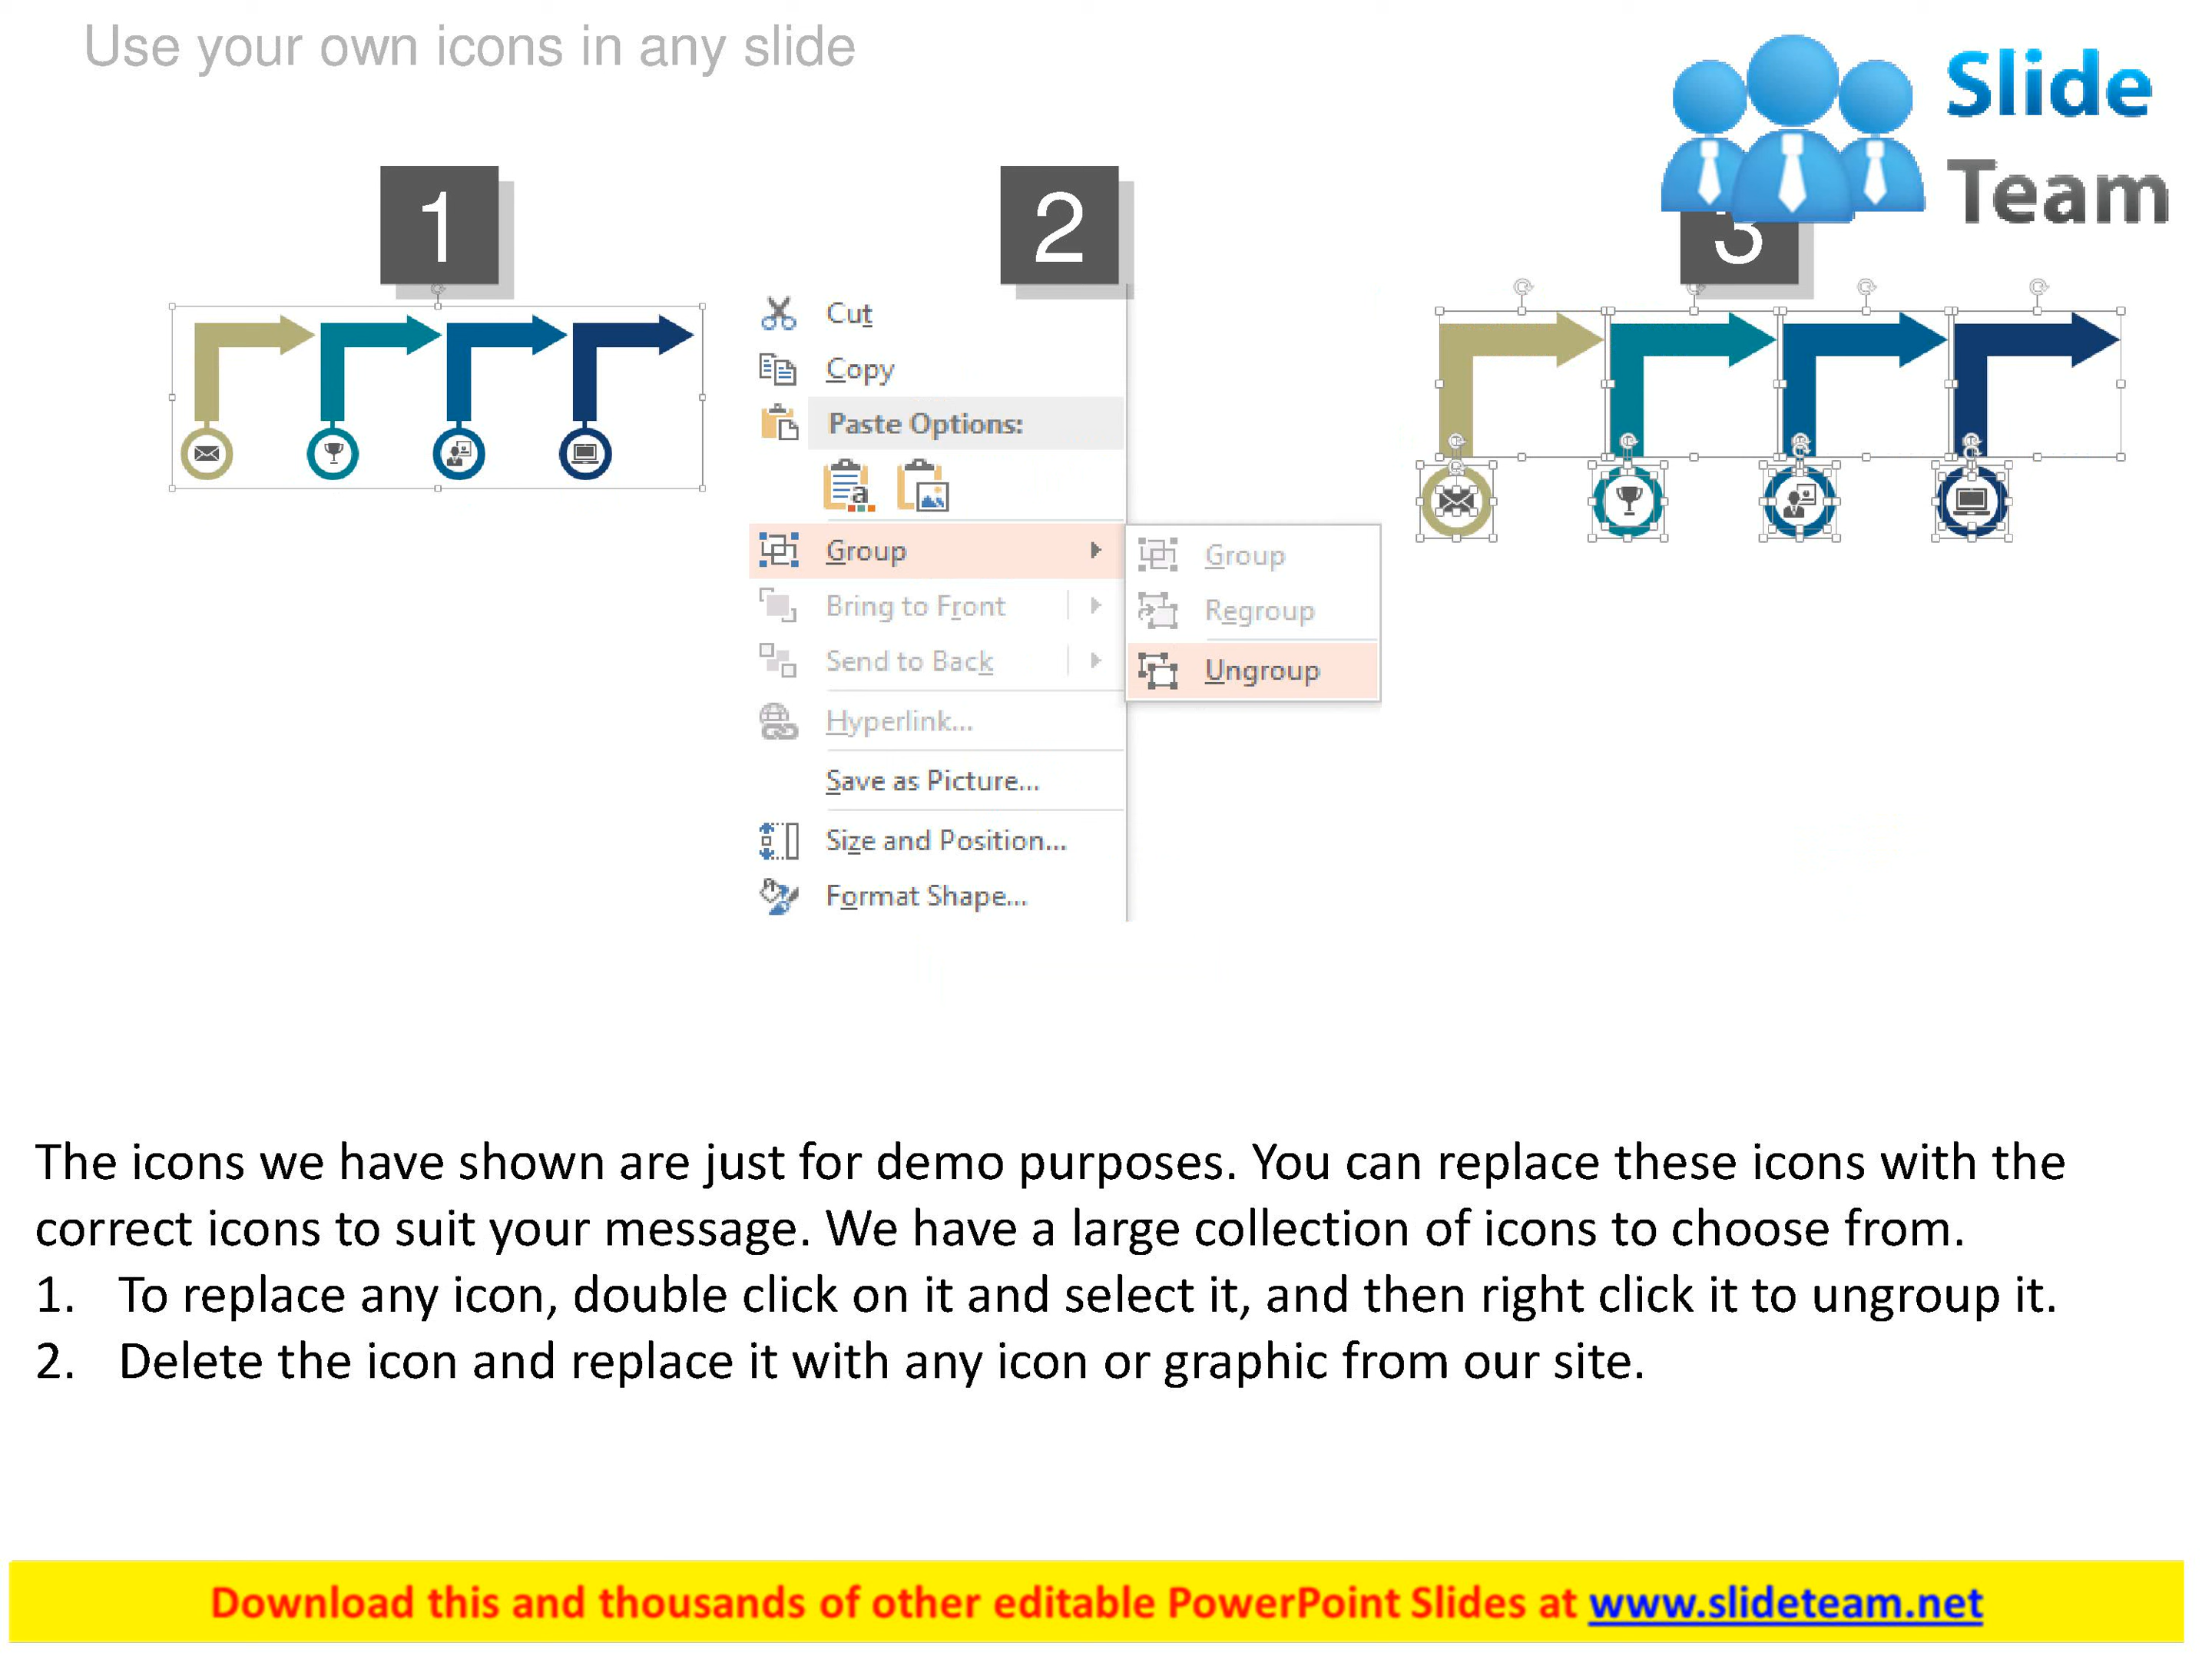 Use your own icons in any slide
Slide
Team
1
2
3
Cut
Copy
Paste Options:
a
Group
Bring to Front
Send to Back
Hyperlink...
Save as Picture...
Size and Position...
Format Shape...
Group
Regroup
Ungroup
The icons we have shown are just for demo purposes. You can replace these icons with the
correct icons to suit your message. We have a large collection of icons to choose from.
1. To replace any icon, double click on it and select it, and then right click it to ungroup it.
2. Delete the icon and replace it with any icon or graphic from our site.
Download this and thousands of other editable PowerPoint Slides at www.slideteam.net